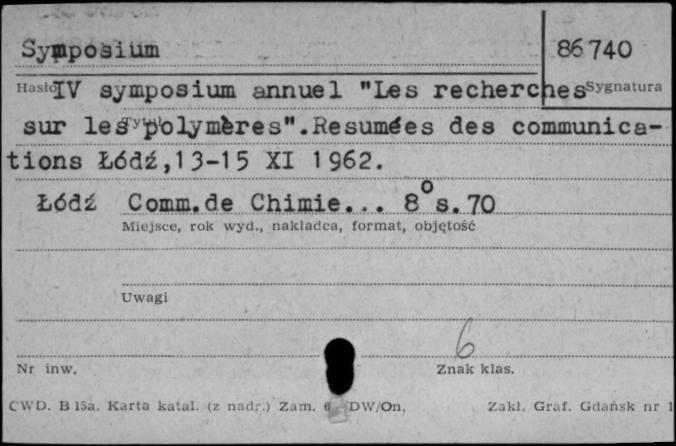 Symposium 86740
Hasło IV symposium annuel "Les recherches Sygnatura
Tytuł
sur les polymères".Resumées des communica-
tions Łódź,13-15 XI 1962.
Łódź Comm.de Chimie... 8° s.70
Miejsce, rok wyd., nakładca, format, objętość
Uwagi
6
Nr inw. Znak klas.
CWD. B 15a. Karta katal. (z nadr.) Zam. 6 DW/On. Zakł. Graf. Gdańsk nr 1